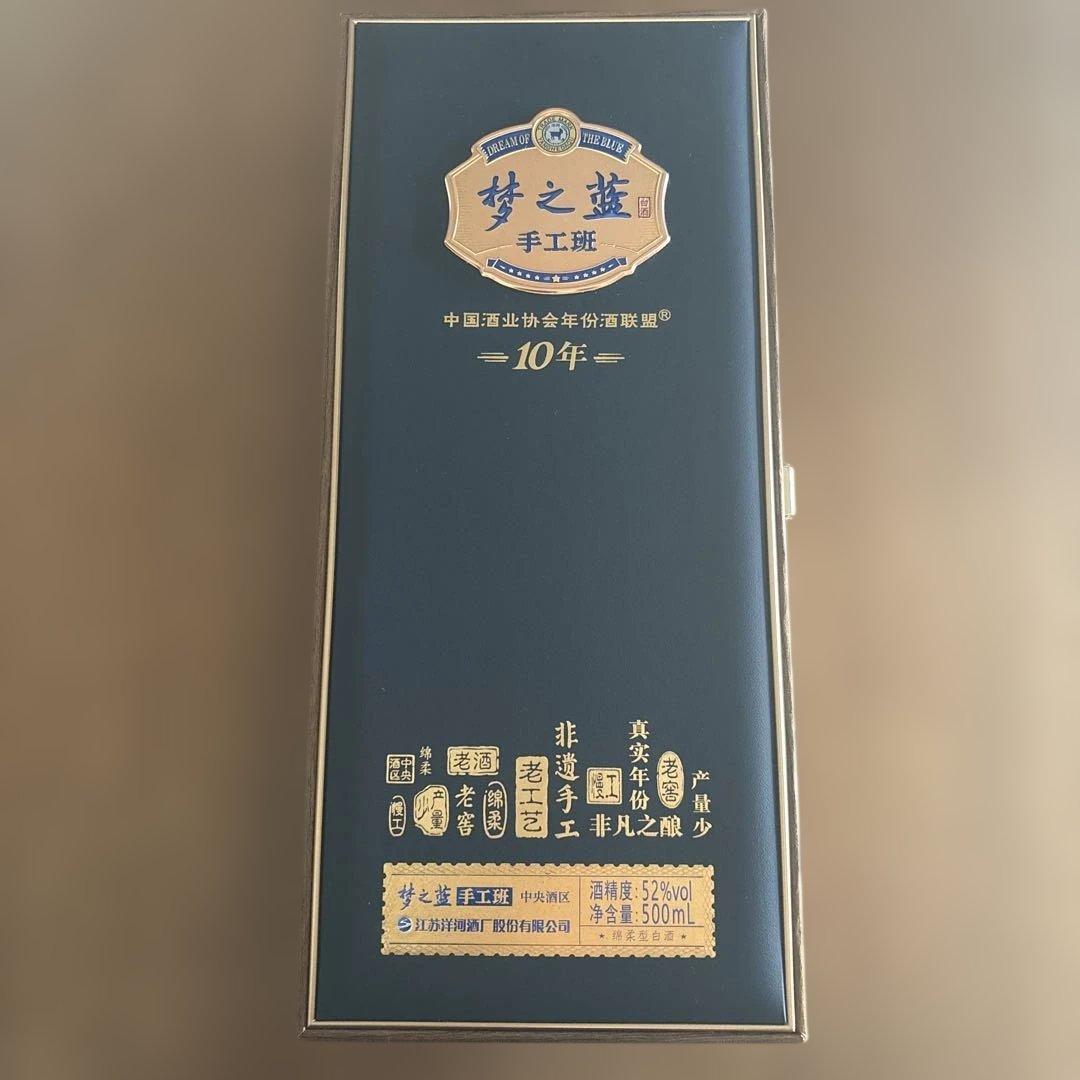 TRADE MARK
DREAM OF THE BLUE
梦之蓝
白酒
手工班
中国酒业协会年份酒联盟®
10年
中央酒区
绵柔
老酒
慢工
产量少
老窖
绵柔
老工艺
非遗手工
慢工
真实年份
老窖
非凡之酿
产量少
梦之蓝 手工班 中央酒区
江苏洋河酒厂股份有限公司
酒精度:52%vol
净含量:500mL
绵柔型白酒